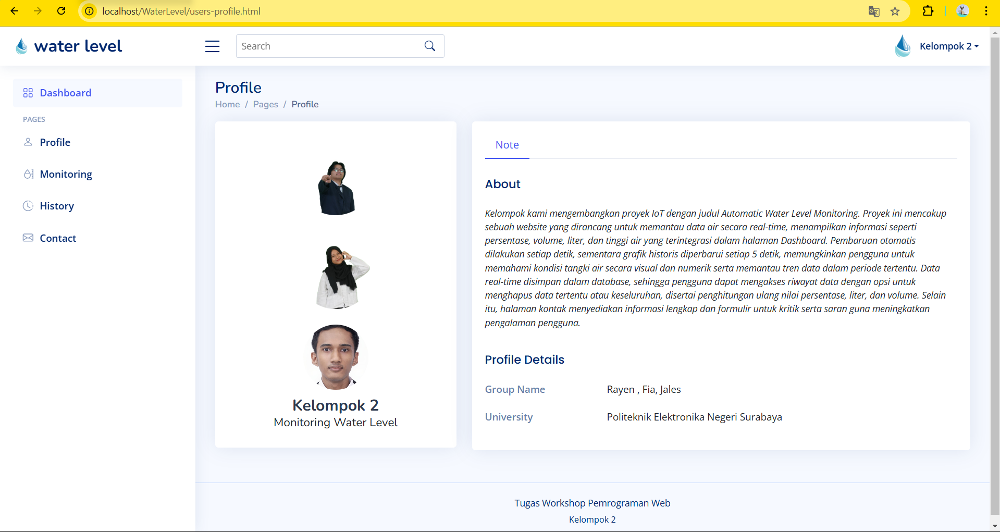 localhost/WaterLevel/users-profile.html
water level
Search
Kelompok 2
Dashboard
PAGES
Profile
Monitoring
History
Contact
Profile
Home / Pages / Profile
Kelompok 2
Monitoring Water Level
Note
About
Kelompok kami mengembangkan proyek IoT dengan judul Automatic Water Level Monitoring. Proyek ini mencakup
sebuah website yang dirancang untuk memantau data air secara real-time, menampilkan informasi seperti
persentase, volume, liter, dan tinggi air yang terintegrasi dalam halaman Dashboard. Pembaruan otomatis
dilakukan setiap detik, sementara grafik historis diperbarui setiap 5 detik, memungkinkan pengguna untuk
memahami kondisi tangki air secara visual dan numerik serta memantau tren data dalam periode tertentu. Data
real-time disimpan dalam database, sehingga pengguna dapat mengakses riwayat data dengan opsi untuk
menghapus data tertentu atau keseluruhan, disertai penghitungan ulang nilai persentase, liter, dan volume. Selain
itu, halaman kontak menyediakan informasi lengkap dan formulir untuk kritik serta saran guna meningkatkan
pengalaman pengguna.
Profile Details
Group Name Rayen , Fia, Jales
University Politeknik Elektronika Negeri Surabaya
Tugas Workshop Pemrograman Web
Kelompok 2